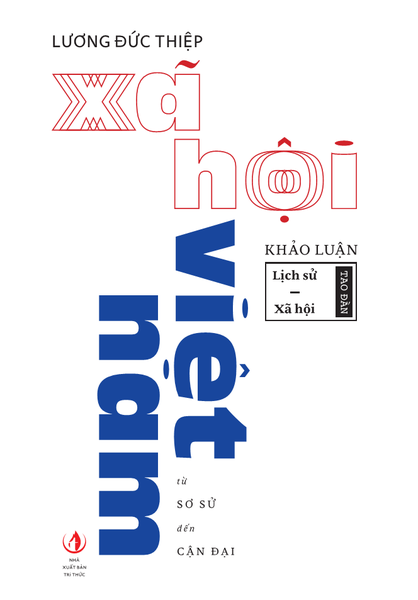 LƯƠNG ĐỨC THIỆP
xã
hội
việt
nam
KHẢO LUẬN
Lịch sử
–
Xã hội
TAO ĐÀN
từ
SƠ SỬ
đến
CẬN ĐẠI
NHÀ
XUẤT BẢN
TRI THỨC